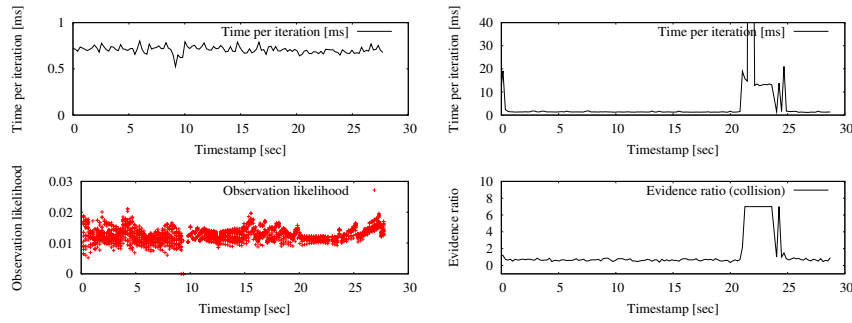 Time per iteration [ms]
1
0.5
0
Time per iteration [ms]
0 5 10 15 20 25 30
Timestamp [sec]
Time per iteration [ms]
40
30
20
10
0
Time per iteration [ms]
0 5 10 15 20 25 30
Timestamp [sec]
Observation likelihood
0.03
0.02
0.01
0
Observation likelihood
0 5 10 15 20 25 30
Timestamp [sec]
Evidence ratio
10
8
6
4
2
0
Evidence ratio (collision)
0 5 10 15 20 25 30
Timestamp [sec]